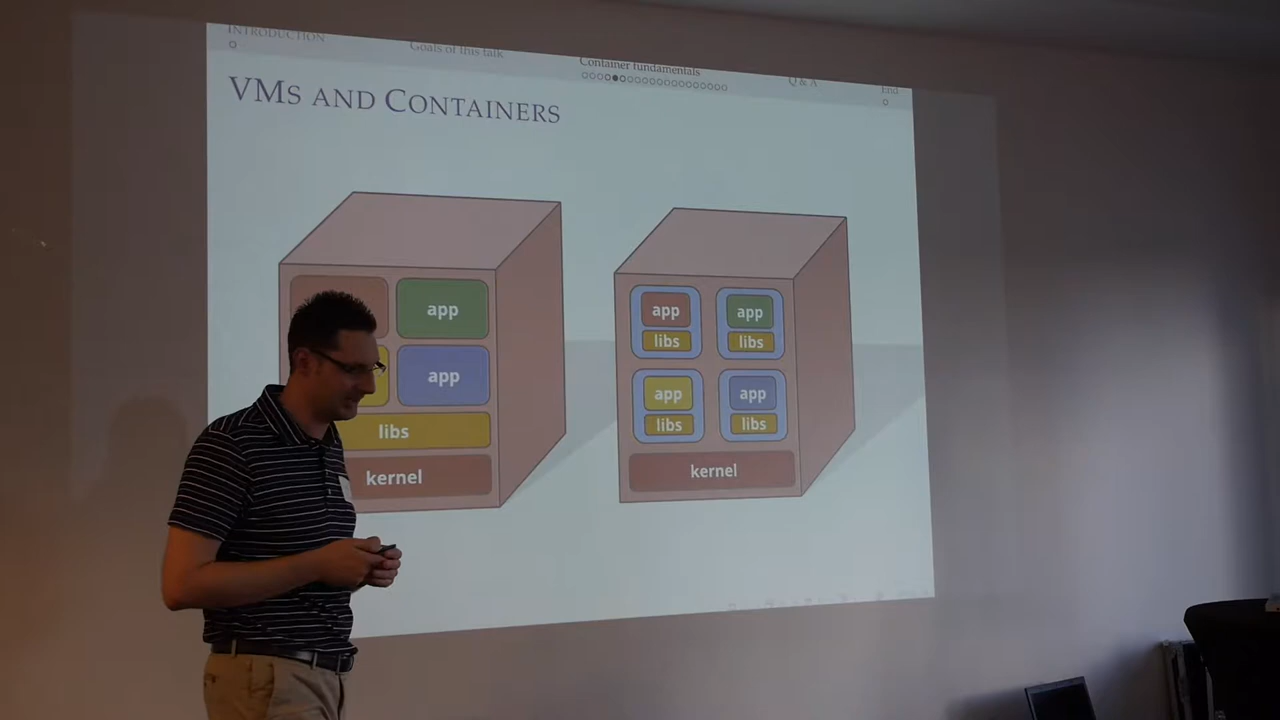 INTRODUCTION
Goals of this talk
Container fundamentals
Q & A
End
VMS AND CONTAINERS
app
app
libs
kernel
app
app
libs
libs
app
app
libs
libs
kernel